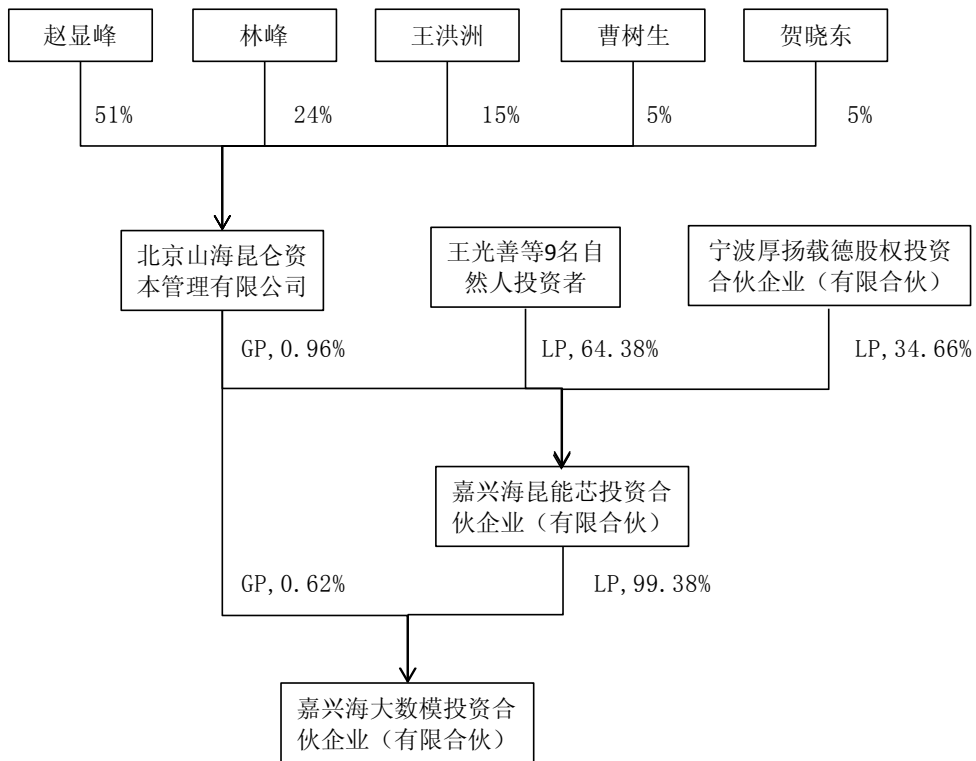 赵显峰
林峰
王洪洲
曹树生
贺晓东
51%
24%
15%
5%
5%
北京山海昆仑资
本管理有限公司
王光善等9名自
然人投资者
宁波厚扬载德股权投资
合伙企业（有限合伙）
GP,0.96%
LP,64.38%
LP,34.66%
嘉兴海昆能芯投资合
伙企业（有限合伙）
GP,0.62%
LP,99.38%
嘉兴海大数模投资合
伙企业（有限合伙）